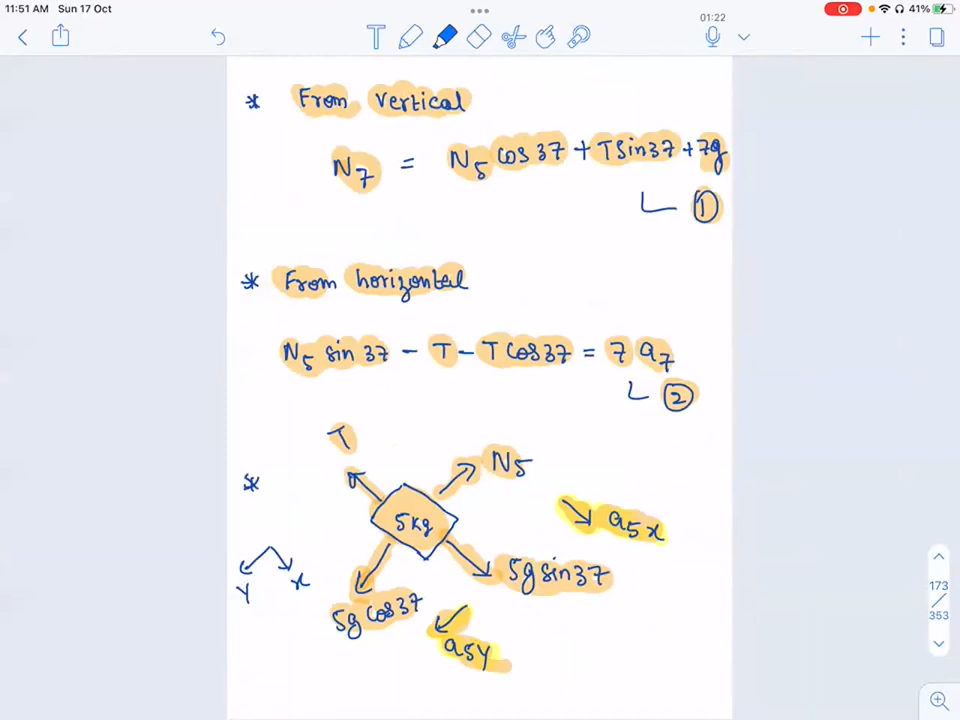 11:51 AM Sun 17 Oct
41%
01:22
* From vertical
N7 = N5 cos 37 + T sin 37 + 7g
1
* From horizontal
N5 sin 37 - T - T cos 37 = 7 a7
2
T
N5
*
5 kg
a5x
Y x
5g sin 37
5g cos 37
a5y
173
353